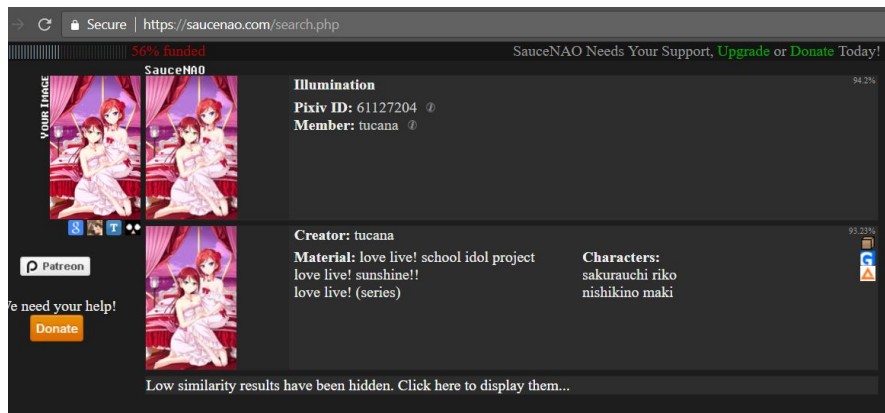 Secure | https://saucenao.com/search.php
56% funded
SauceNAO Needs Your Support, Upgrade or Donate Today!
SauceNAO
YOUR IMAGE
Illumination
94.2%
Pixiv ID: 61127204
Member: tucana
Creator: tucana
93.23%
Material: love live! school idol project
love live! sunshine!!
love live! (series)
Characters:
sakurauchi riko
nishikino maki
Patreon
e need your help!
Donate
Low similarity results have been hidden. Click here to display them...